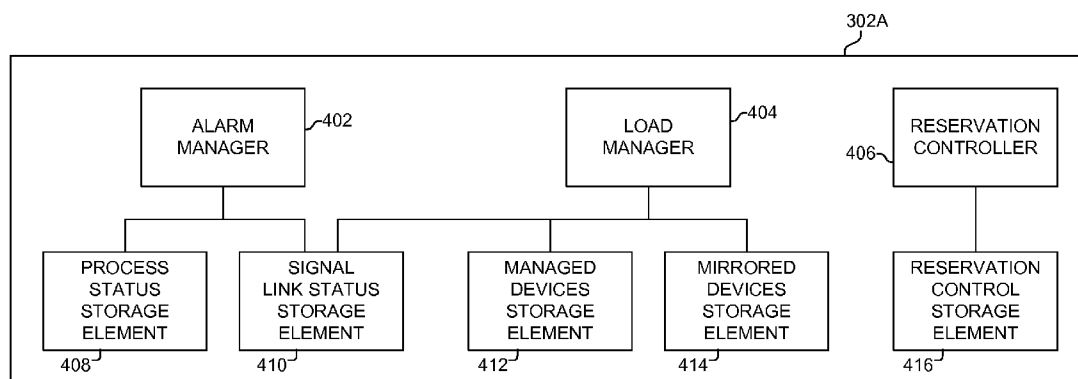 302A
ALARM
MANAGER
402
LOAD
MANAGER
404
RESERVATION
CONTROLLER
406
PROCESS
STATUS
STORAGE
ELEMENT
408
SIGNAL
LINK STATUS
STORAGE
ELEMENT
410
MANAGED
DEVICES
STORAGE
ELEMENT
412
MIRRORED
DEVICES
STORAGE
ELEMENT
414
RESERVATION
CONTROL
STORAGE
ELEMENT
416